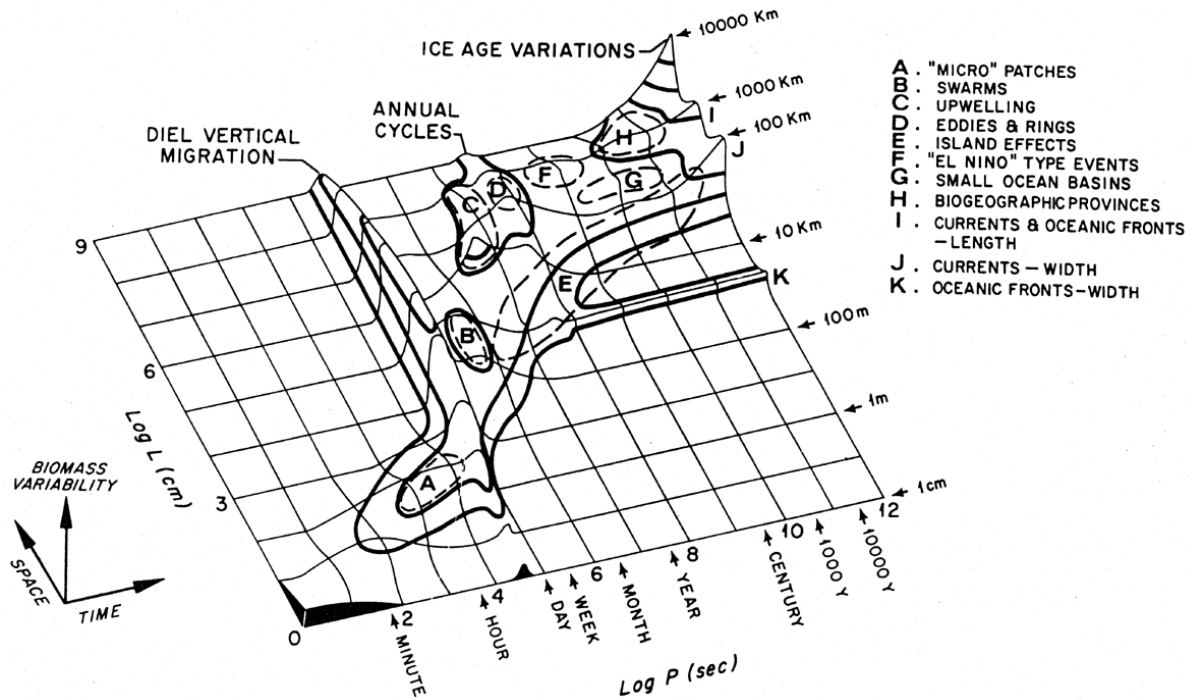 ICE AGE VARIATIONS
10000 Km
1000 Km
I
100 Km
J
ANNUAL
CYCLES
DIEL VERTICAL
MIGRATION
H
G
F
D
C
E
B
A
10 Km
K
100 m
1m
1cm
9
6
3
0
Log L (cm)
BIOMASS
VARIABILITY
SPACE
TIME
2
4
6
8
10
12
MINUTE
HOUR
DAY
WEEK
MONTH
YEAR
CENTURY
1000 Y
10000 Y
Log P (sec)
A . "MICRO" PATCHES
B . SWARMS
C . UPWELLING
D . EDDIES & RINGS
E . ISLAND EFFECTS
F . "EL NINO" TYPE EVENTS
G . SMALL OCEAN BASINS
H . BIOGEOGRAPHIC PROVINCES
I . CURRENTS & OCEANIC FRONTS
- LENGTH
J . CURRENTS - WIDTH
K . OCEANIC FRONTS-WIDTH